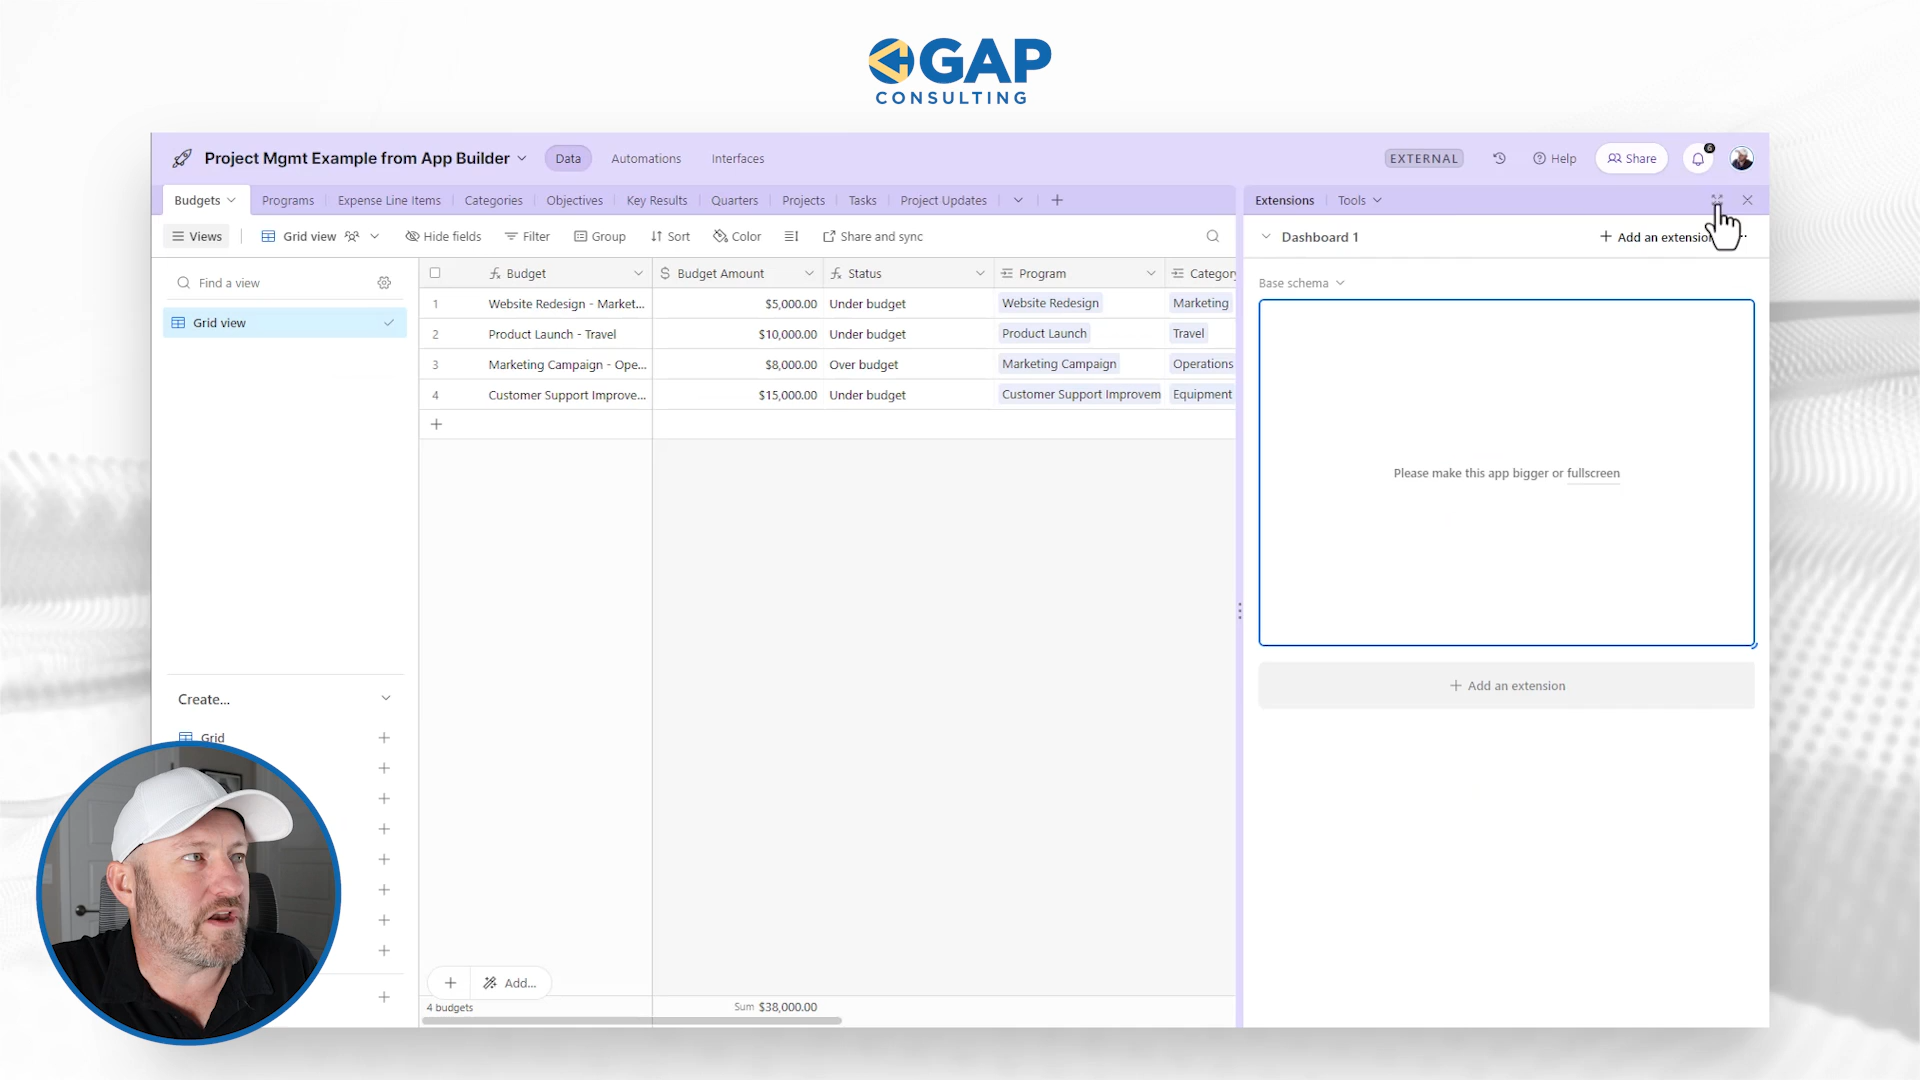 GAP
CONSULTING
Project Mgmt Example from App Builder
Data
Automations
Interfaces
EXTERNAL
Help
Share
6
Budgets
Programs
Expense Line Items
Categories
Objectives
Key Results
Quarters
Projects
Tasks
Project Updates
Extensions
Tools
Views
Grid view
Hide fields
Filter
Group
Sort
Color
Share and sync
Dashboard 1
Add an extension
Find a view
Grid view
Budget
Budget Amount
Status
Program
Category
1 Website Redesign - Market... $5,000.00 Under budget Website Redesign Marketing
2 Product Launch - Travel $10,000.00 Under budget Product Launch Travel
3 Marketing Campaign - Ope... $8,000.00 Over budget Marketing Campaign Operations
4 Customer Support Improve... $15,000.00 Under budget Customer Support Improvem Equipment
Base schema
Please make this app bigger or fullscreen
Add an extension
Create...
Grid
Add...
4 budgets
Sum $38,000.00